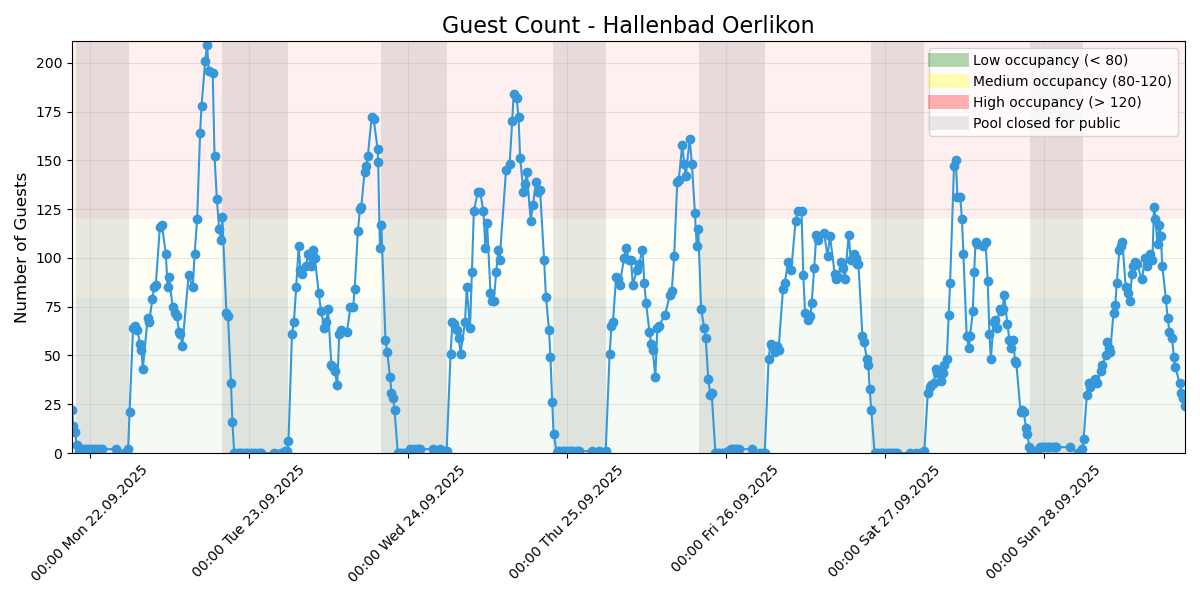 Guest Count - Hallenbad Oerlikon
Number of Guests
200
175
150
125
100
75
50
25
0
Low occupancy (< 80)
Medium occupancy (80-120)
High occupancy (> 120)
Pool closed for public
00:00 Mon 22.09.2025
00:00 Tue 23.09.2025
00:00 Wed 24.09.2025
00:00 Thu 25.09.2025
00:00 Fri 26.09.2025
00:00 Sat 27.09.2025
00:00 Sun 28.09.2025